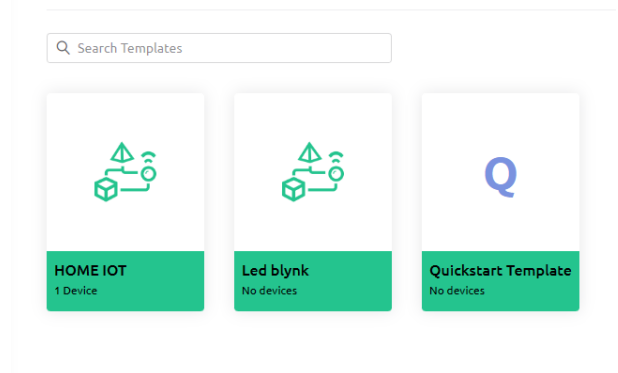 Search Templates
HOME IOT
1 Device
Led blynk
No devices
Q
Quickstart Template
No devices